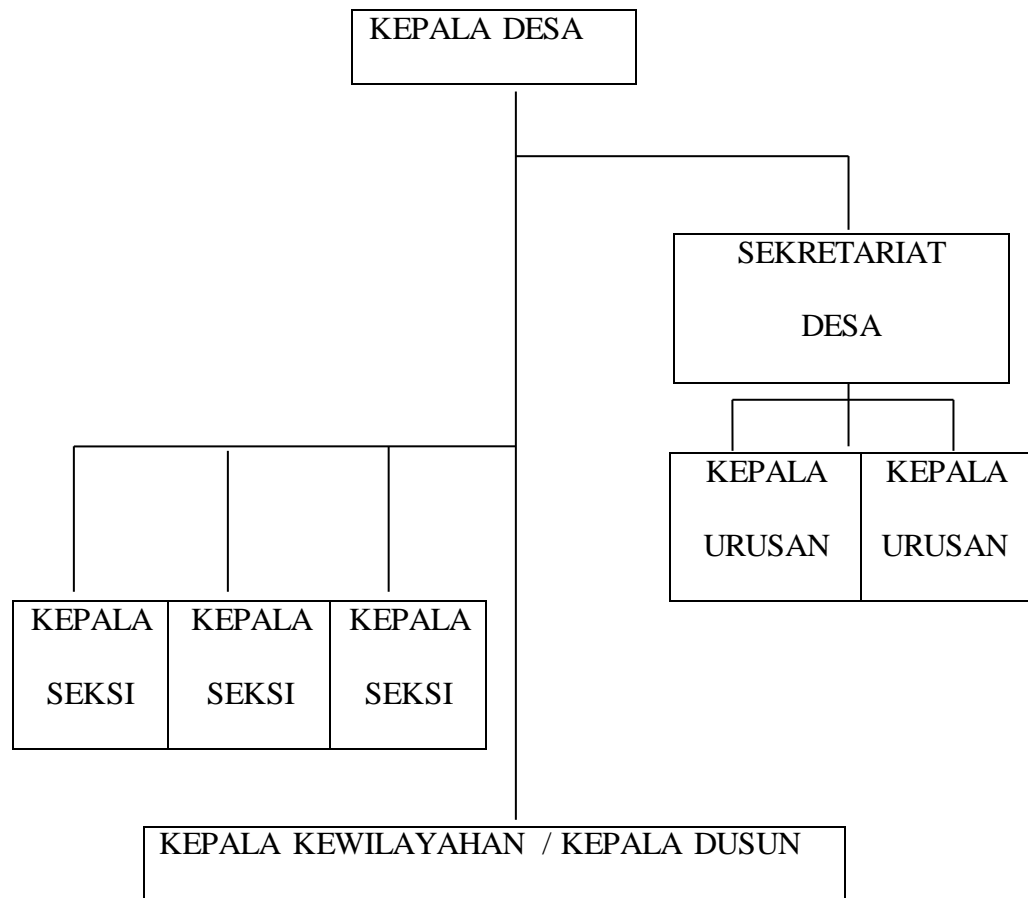 KEPALA DESA
SEKRETARIAT
DESA
KEPALA
URUSAN
KEPALA
URUSAN
KEPALA
SEKSI
KEPALA
SEKSI
KEPALA
SEKSI
KEPALA KEWILAYAHAN / KEPALA DUSUN